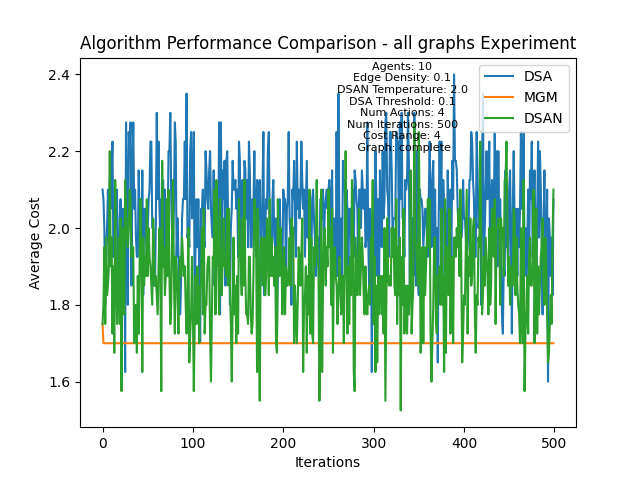 Algorithm Performance Comparison - all graphs Experiment
Agents: 10
Edge Density: 0.1
DSAN Temperature: 2.0
DSA Threshold: 0.1
Num Actions: 4
Num Iterations: 500
Cost Range: 4
Graph: complete
DSA
MGM
DSAN
Average Cost
2.4
2.2
2.0
1.8
1.6
0 100 200 300 400 500
Iterations